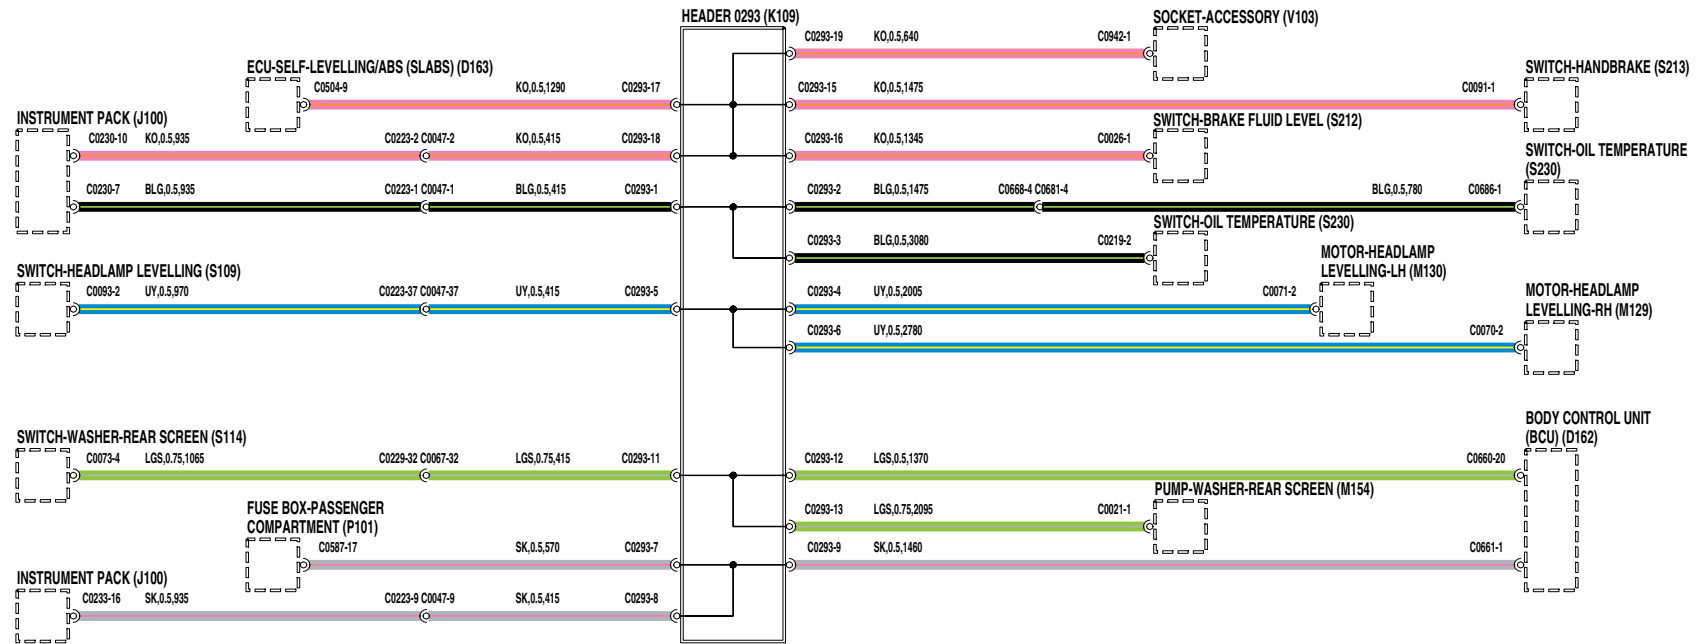 HEADER 0293 (K109)
SOCKET-ACCESSORY (V103)
C0293-19 KO,0.5,640 C0942-1
ECU-SELF-LEVELLING/ABS (SLABS) (D163)
SWITCH-HANDBRAKE (S213)
C0504-9 KO,0.5,1290 C0293-17
C0293-15 KO,0.5,1475 C0091-1
INSTRUMENT PACK (J100)
SWITCH-BRAKE FLUID LEVEL (S212)
C0230-10 KO,0.5,935 C0223-2 C0047-2 KO,0.5,415 C0293-18
C0293-16 KO,0.5,1345 C0026-1
SWITCH-OIL TEMPERATURE
(S230)
C0230-7 BLG,0.5,935 C0223-1 C0047-1 BLG,0.5,415 C0293-1
C0293-2 BLG,0.5,1475 C0668-4 C0681-4 BLG,0.5,780 C0686-1
SWITCH-OIL TEMPERATURE (S230)
C0293-3 BLG,0.5,3080 C0219-2
MOTOR-HEADLAMP
LEVELLING-LH (M130)
SWITCH-HEADLAMP LEVELLING (S109)
C0093-2 UY,0.5,970 C0223-37 C0047-37 UY,0.5,415 C0293-5
C0293-4 UY,0.5,2005 C0071-2
MOTOR-HEADLAMP
LEVELLING-RH (M129)
C0293-6 UY,0.5,2780 C0070-2
BODY CONTROL UNIT
(BCU) (D162)
SWITCH-WASHER-REAR SCREEN (S114)
C0073-4 LGS,0.75,1065 C0229-32 C0067-32 LGS,0.75,415 C0293-11
C0293-12 LGS,0.5,1370 C0660-20
PUMP-WASHER-REAR SCREEN (M154)
C0293-13 LGS,0.75,2095 C0021-1
FUSE BOX-PASSENGER
COMPARTMENT (P101)
C0587-17 SK,0.5,570 C0293-7
C0293-9 SK,0.5,1460 C0661-1
INSTRUMENT PACK (J100)
C0233-16 SK,0.5,935 C0223-9 C0047-9 SK,0.5,415 C0293-8